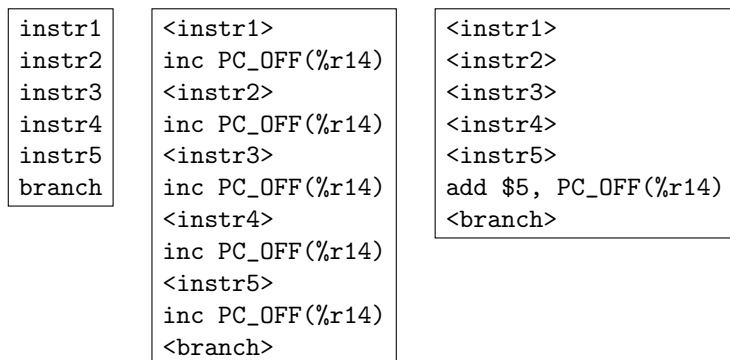 instr1
instr2
instr3
instr4
instr5
branch
<instr1>
inc PC_OFF(%r14)
<instr2>
inc PC_OFF(%r14)
<instr3>
inc PC_OFF(%r14)
<instr4>
inc PC_OFF(%r14)
<instr5>
inc PC_OFF(%r14)
<branch>
<instr1>
<instr2>
<instr3>
<instr4>
<instr5>
add $5, PC_OFF(%r14)
<branch>